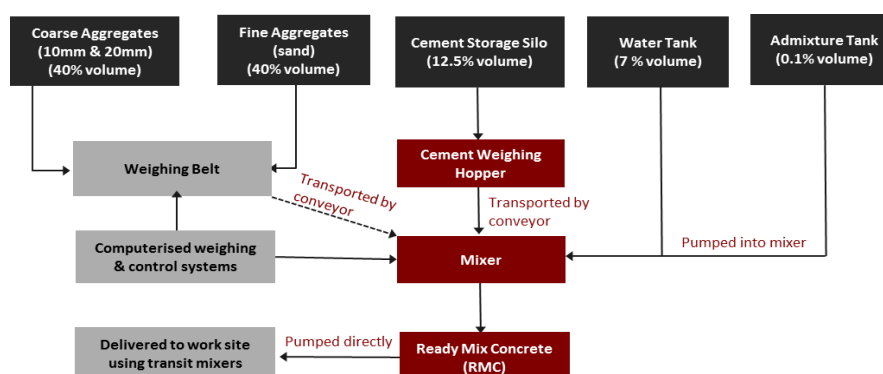 Coarse Aggregates
(10mm & 20mm)
(40% volume)
Fine Aggregates
(sand)
(40% volume)
Cement Storage Silo
(12.5% volume)
Water Tank
(7 % volume)
Admixture Tank
(0.1% volume)
Weighing Belt
Cement Weighing
Hopper
Transported by
conveyor
Transported by
conveyor
Computerised weighing
& control systems
Mixer
Pumped into mixer
Delivered to work site
using transit mixers
Pumped directly
Ready Mix Concrete
(RMC)